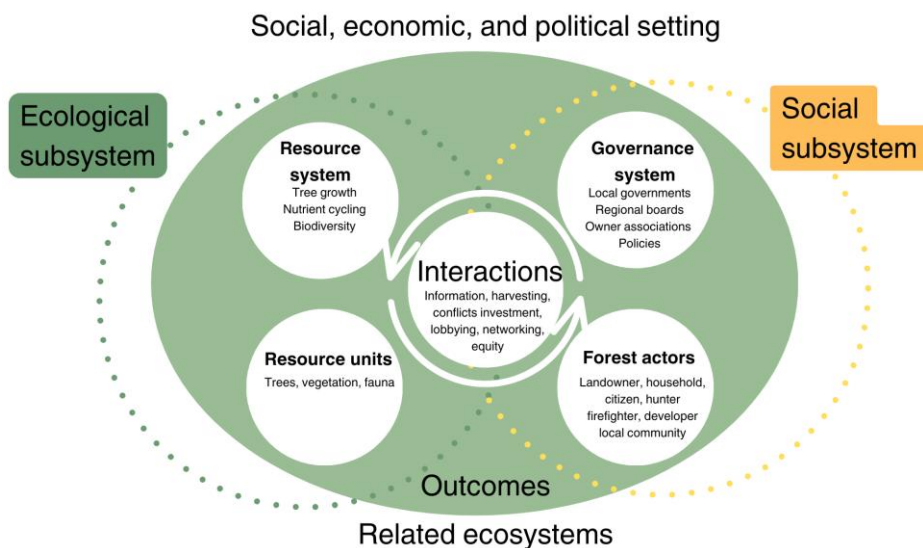 Social, economic, and political setting
Ecological
subsystem
Social
subsystem
Resource
system
Tree growth
Nutrient cycling
Biodiversity
Governance
system
Local governments
Regional boards
Owner associations
Policies
Interactions
Information, harvesting,
conflicts investment,
lobbying, networking,
equity
Resource units
Trees, vegetation, fauna
Forest actors
Landowner, household,
citizen, hunter
firefighter, developer
local community
Outcomes
Related ecosystems